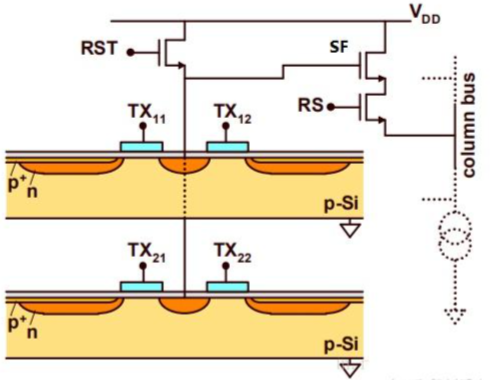 V_DD
RST
SF
RS
column bus
TX_11 TX_12
p+ n
p-Si
TX_21 TX_22
p+ n
p-Si